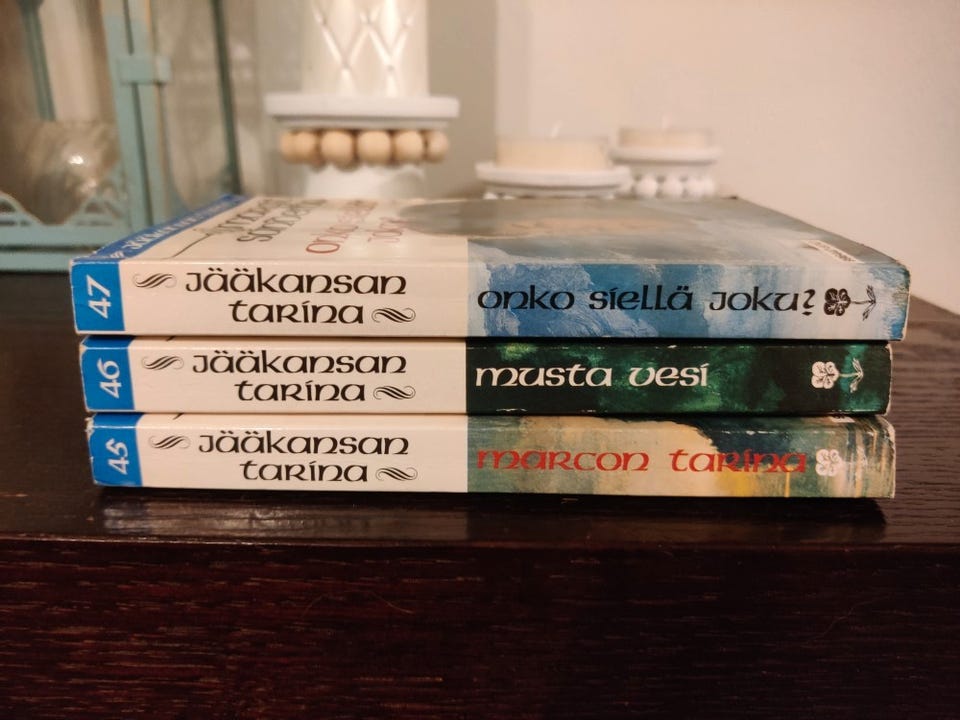 47
Jääkansan
tarina
onko siellä joku?
46
Jääkansan
tarina
musta vesi
45
Jääkansan
tarina
marcon tarina